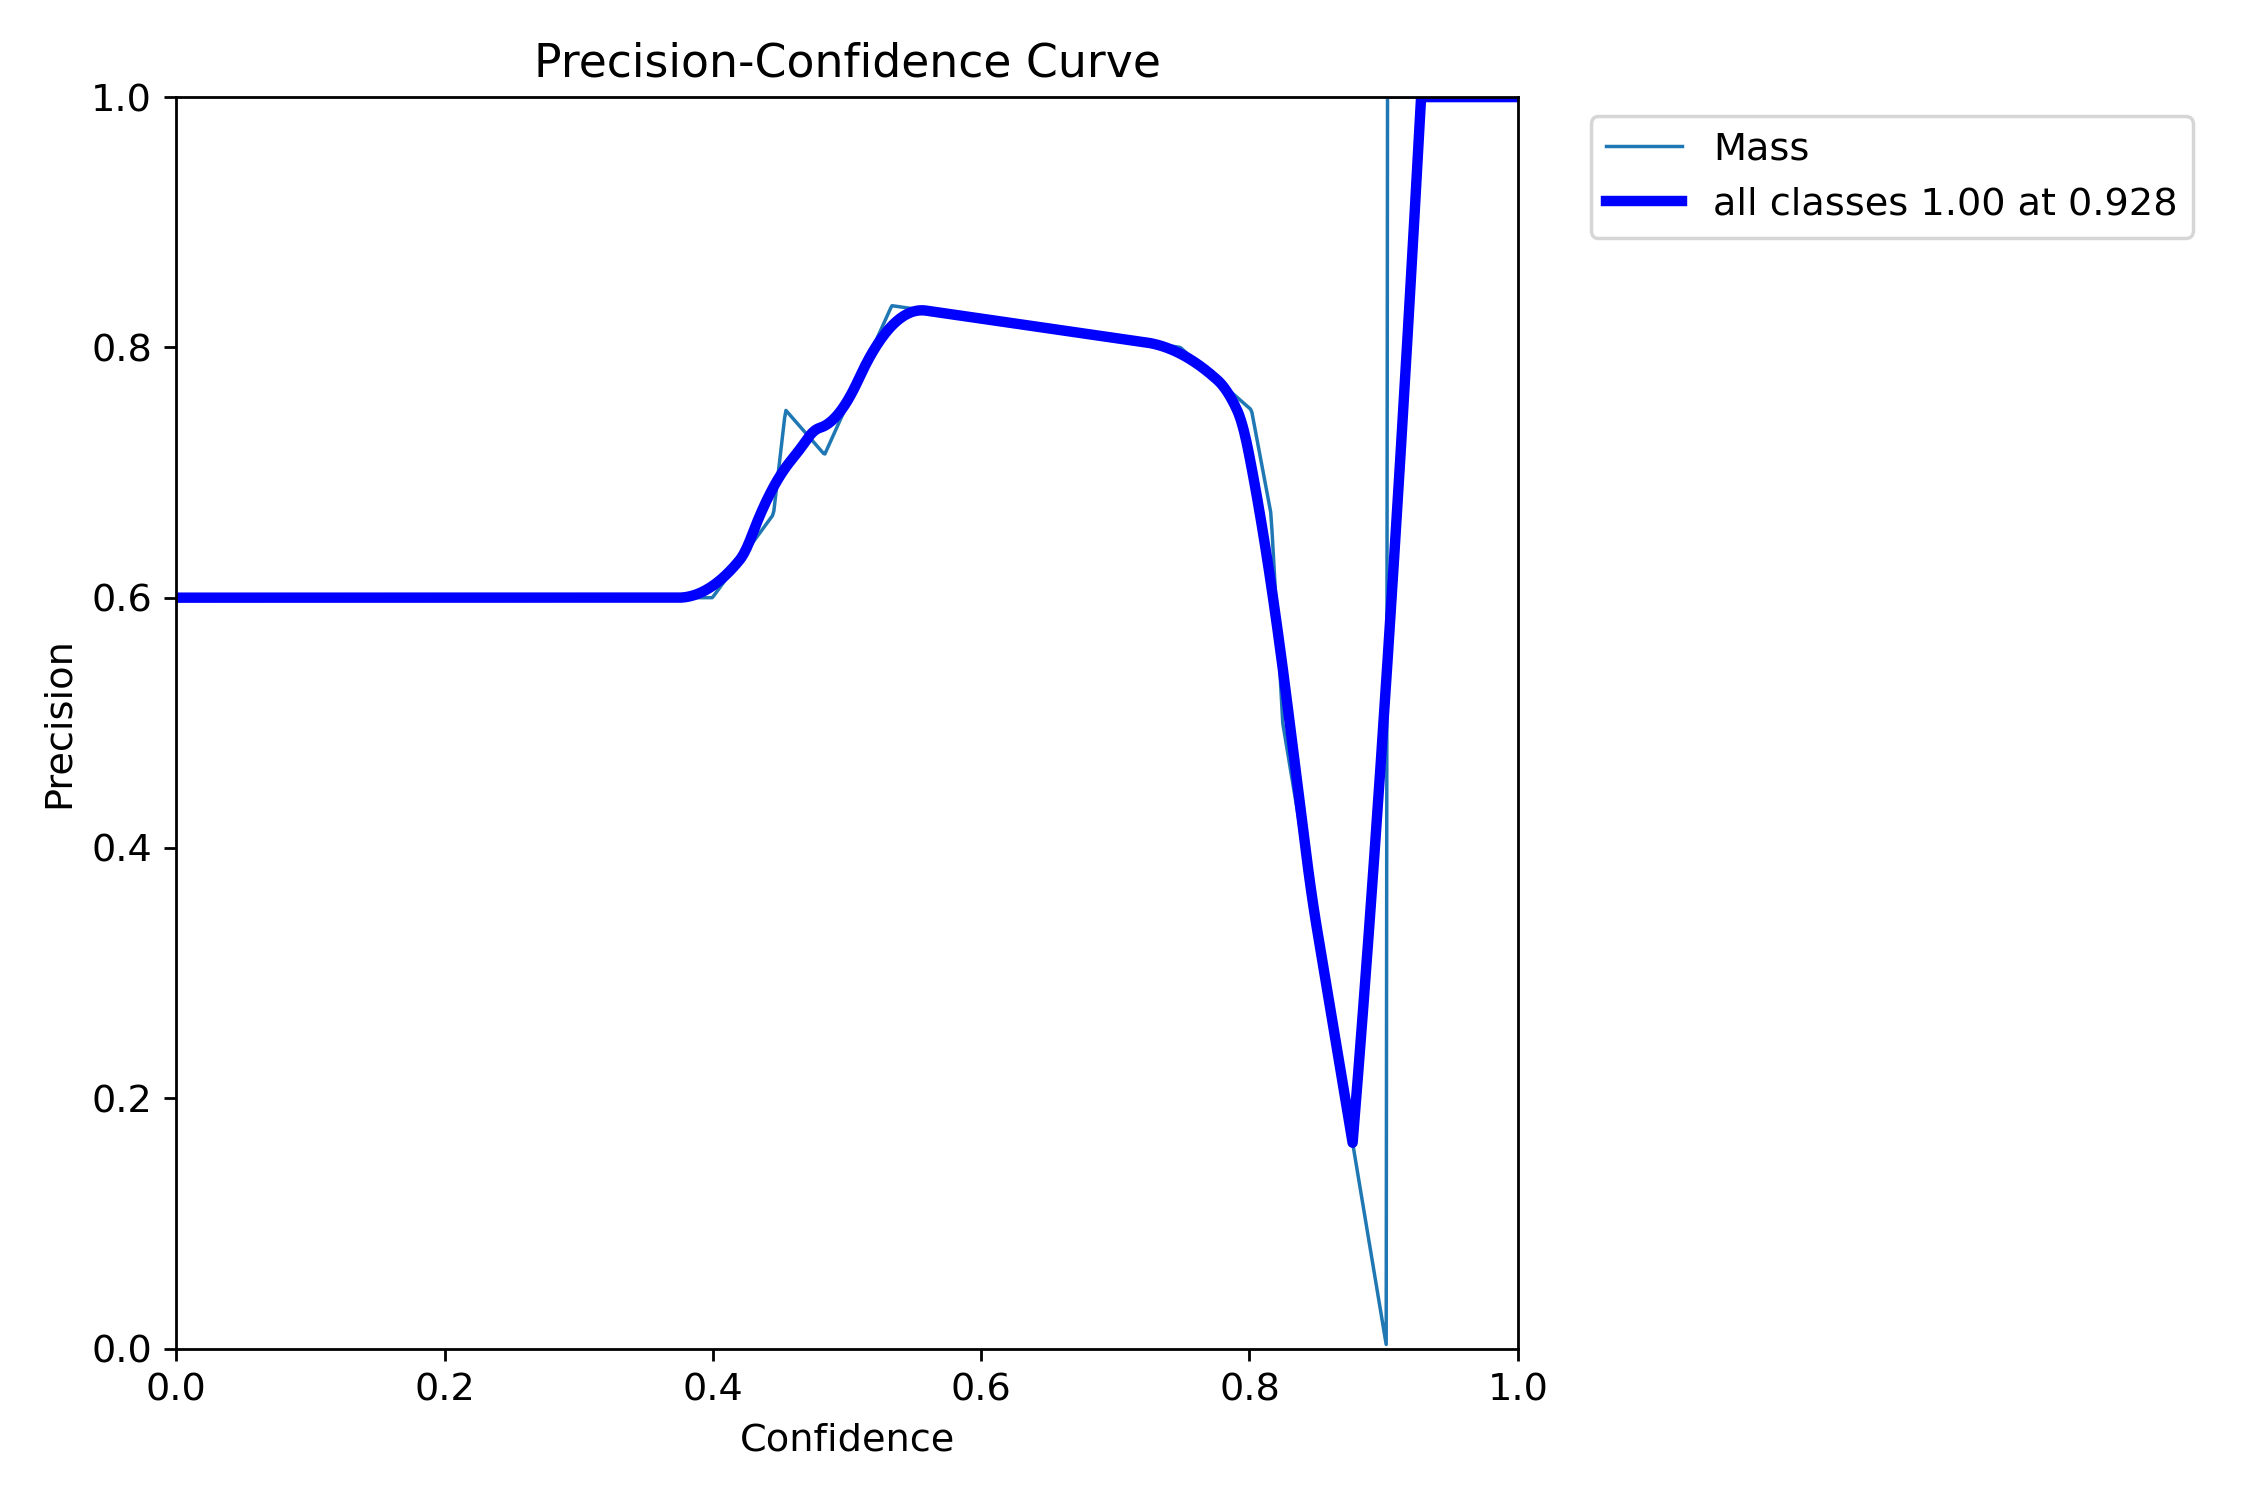 Precision-Confidence Curve
1.0
0.8
0.6
0.4
0.2
0.0
Precision
0.0 0.2 0.4 0.6 0.8 1.0
Confidence
Mass
all classes 1.00 at 0.928